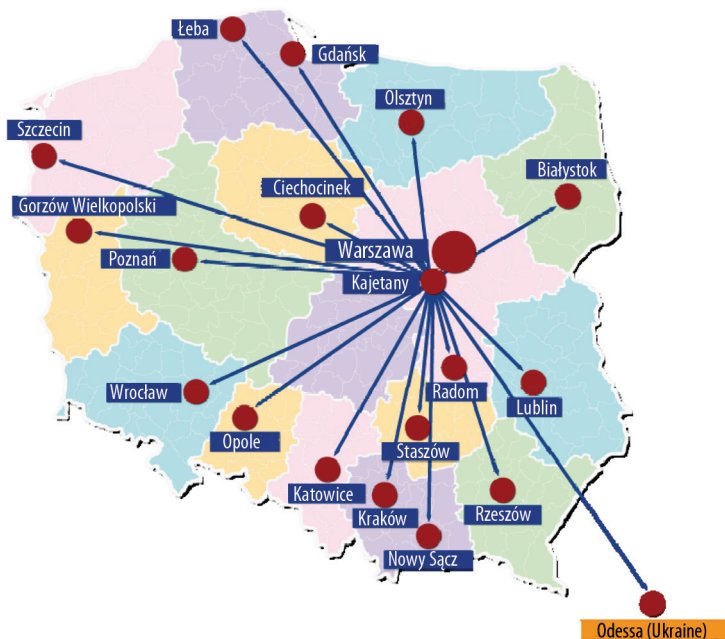 Łeba
Gdańsk
Olsztyn
Szczecin
Białystok
Ciechocinek
Gorzów Wielkopolski
Warszawa
Poznań
Kajetany
Wrocław
Radom
Lublin
Opole
Staszów
Katowice
Kraków
Rzeszów
Nowy Sącz
Odessa (Ukraine)